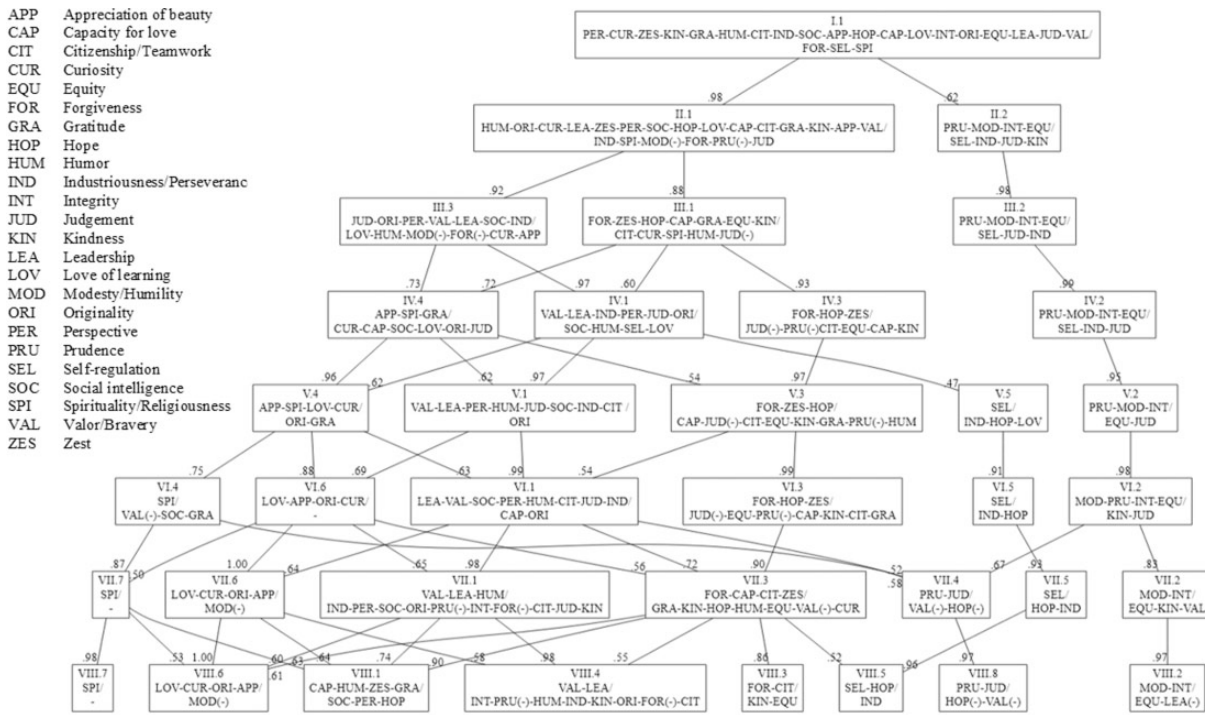 APP Appreciation of beauty
CAP Capacity for love
CIT Citizenship/Teamwork
CUR Curiosity
EQU Equity
FOR Forgiveness
GRA Gratitude
HOP Hope
HUM Humor
IND Industriousness/Perseveranc
INT Integrity
JUD Judgement
KIN Kindness
LEA Leadership
LOV Love of learning
MOD Modesty/Humility
ORI Originality
PER Perspective
PRU Prudence
SEL Self-regulation
SOC Social intelligence
SPI Spirituality/Religiousness
VAL Valor/Bravery
ZES Zest
I.1
PER-CUR-ZES-KIN-GRA-HUM-CIT-IND-SOC-APP-HOP-CAP-LOV-INT-ORI-EQU-LEA-JUD-VAL/
FOR-SEL-SPI
.98 .62
II.1
HUM-ORI-CUR-LEA-ZES-PER-SOC-HOP-LOV-CAP-CIT-GRA-KIN-APP-VAL/
IND-SPI-MOD(-)-FOR-PRU(-)-JUD
II.2
PRU-MOD-INT-EQU/
SEL-IND-JUD-KIN
.92 .88 .98
III.3
JUD-ORI-PER-VAL-LEA-SOC-IND/
LOV-HUM-MOD(-)-FOR(-)-CUR-APP
III.1
FOR-ZES-HOP-CAP-GRA-EQU-KIN/
CIT-CUR-SPI-HUM-JUD(-)
III.2
PRU-MOD-INT-EQU/
SEL-JUD-IND
.73 .72 .97 .60 .93 .99
IV.4
APP-SPI-GRA/
CUR-CAP-SOC-LOV-ORI-JUD
IV.1
VAL-LEA-IND-PER-JUD-ORI/
SOC-HUM-SEL-LOV
IV.3
FOR-HOP-ZES/
JUD(-)-PRU(-)CIT-EQU-CAP-KIN
IV.2
PRU-MOD-INT-EQU/
SEL-IND-JUD
.96 .62 .62 .97 .54 .97 .47 .95
V.4
APP-SPI-LOV-CUR/
ORI-GRA
V.1
VAL-LEA-PER-HUM-JUD-SOC-IND-CIT /
ORI
V.3
FOR-ZES-HOP/
CAP-JUD(-)-CIT-EQU-KIN-GRA-PRU(-)-HUM
V.5
SEL/
IND-HOP-LOV
V.2
PRU-MOD-INT/
EQU-JUD
.75 .88 .69 .63 .99 .54 .99 .91 .98
VI.4
SPI/
VAL(-)-SOC-GRA
VI.6
LOV-APP-ORI-CUR/
-
VI.1
LEA-VAL-SOC-PER-HUM-CIT-JUD-IND/
CAP-ORI
VI.3
FOR-HOP-ZES/
JUD(-)-EQU-PRU(-)-CAP-KIN-CIT-GRA
VI.5
SEL/
IND-HOP
VI.2
MOD-PRU-INT-EQU/
KIN-JUD
.87 .50 1.00 .64 .65 .98 .56 .72 .90 .52 .58 .67 .93 .83
VII.7
SPI/
-
VII.6
LOV-CUR-ORI-APP/
MOD(-)
VII.1
VAL-LEA-HUM/
IND-PER-SOC-ORI-PRU(-)-INT-FOR(-)-CIT-JUD-KIN
VII.3
FOR-CAP-CIT-ZES/
GRA-KIN-HOP-HUM-EQU-VAL(-)-CUR
VII.4
PRU-JUD/
VAL(-)-HOP(-)
VII.5
SEL/
HOP-IND
VII.2
MOD-INT/
EQU-KIN-VAL
.98 .53 1.00 .60 .61 .63 .64 .74 .90 .58 .98 .55 .86 .52 .96 .97 .97
VIII.7
SPI/
-
VIII.6
LOV-CUR-ORI-APP/
MOD(-)
VIII.1
CAP-HUM-ZES-GRA/
SOC-PER-HOP
VIII.4
VAL-LEA/
INT-PRU(-)-HUM-IND-KIN-ORI-FOR(-)-CIT
VIII.3
FOR-CIT/
KIN-EQU
VIII.5
SEL-HOP/
IND
VIII.8
PRU-JUD/
HOP(-)-VAL(-)
VIII.2
MOD-INT/
EQU-LEA(-)